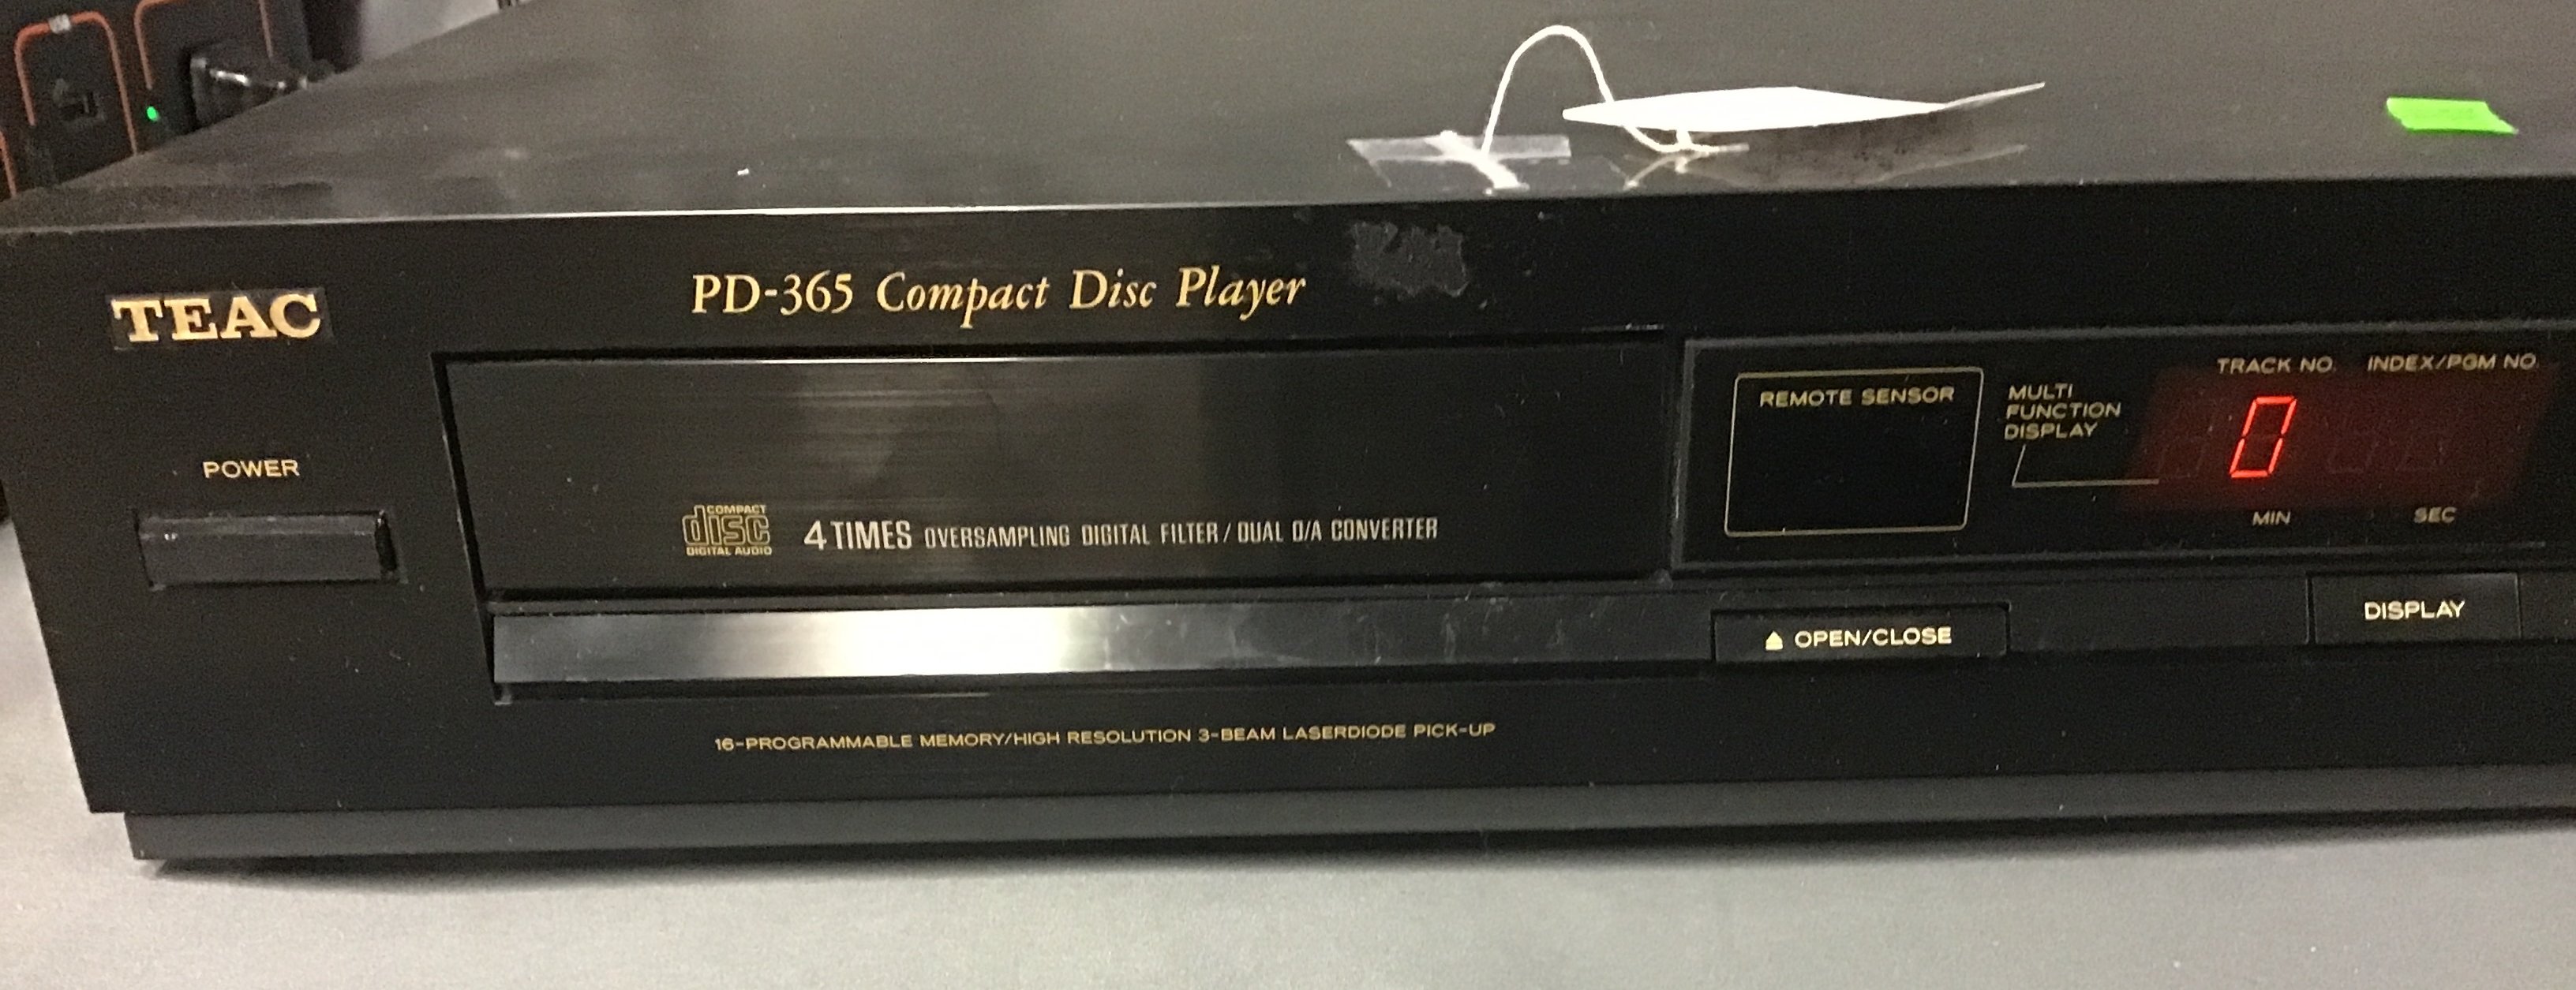 TEAC
PD-365 Compact Disc Player
POWER
COMPACT
disc
DIGITAL AUDIO
4 TIMES OVERSAMPLING DIGITAL FILTER / DUAL D/A CONVERTER
16-PROGRAMMABLE MEMORY/HIGH RESOLUTION 3-BEAM LASERDIODE PICK-UP
REMOTE SENSOR
MULTI
FUNCTION
DISPLAY
TRACK NO. INDEX/PGM NO.
0
MIN SEC
OPEN/CLOSE
DISPLAY